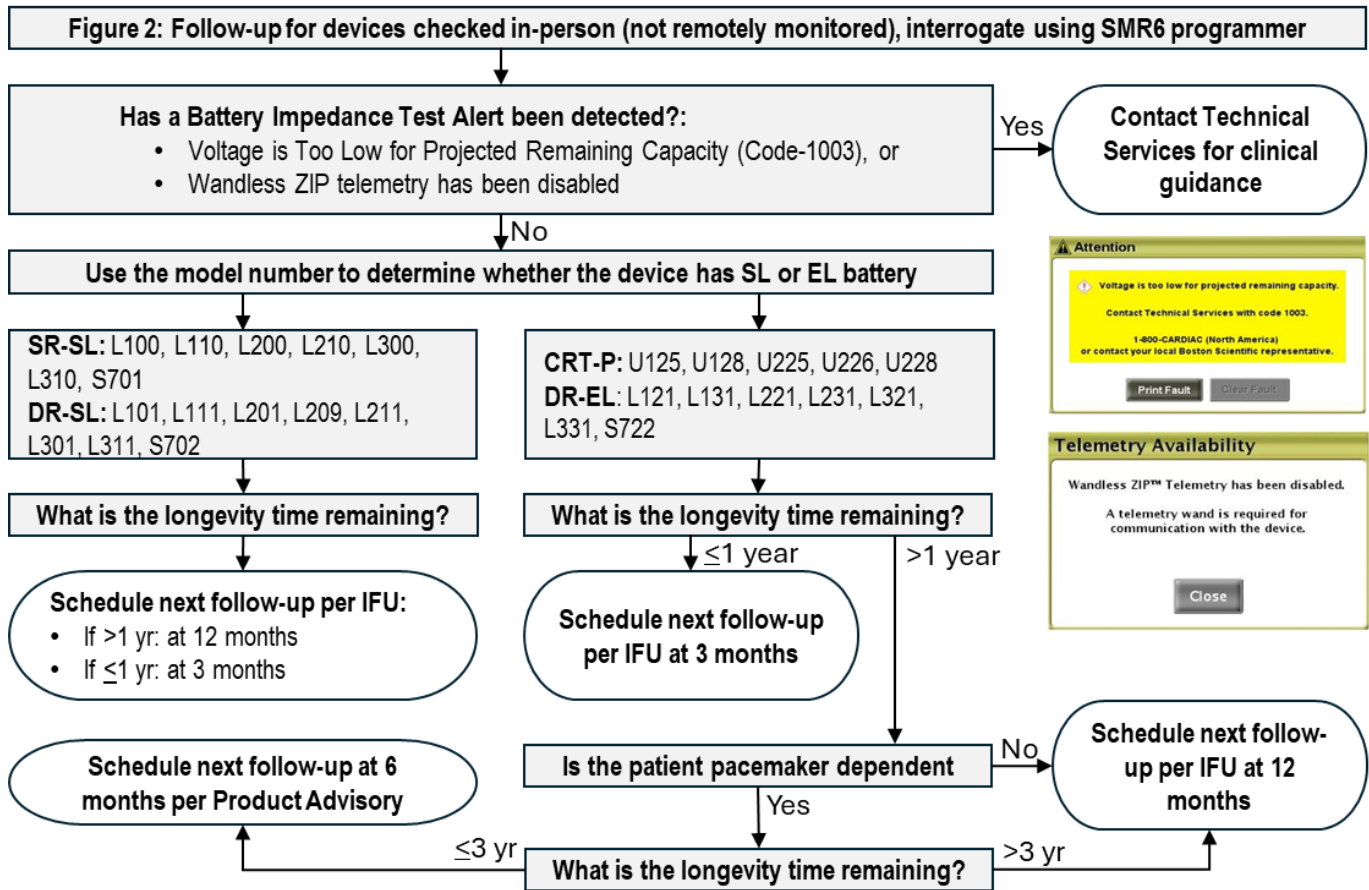 Figure 2: Follow-up for devices checked in-person (not remotely monitored), interrogate using SMR6 programmer
Has a Battery Impedance Test Alert been detected?:
• Voltage is Too Low for Projected Remaining Capacity (Code-1003), or
• Wandless ZIP telemetry has been disabled
Yes
Contact Technical
Services for clinical
guidance
No
Use the model number to determine whether the device has SL or EL battery
Attention
Voltage is too low for projected remaining capacity.
Contact Technical Services with code 1003.
1-800-CARDIAC (North America)
or contact your local Boston Scientific representative.
Print Fault
Clear Fault
SR-SL: L100, L110, L200, L210, L300,
L310, S701
DR-SL: L101, L111, L201, L209, L211,
L301, L311, S702
CRT-P: U125, U128, U225, U226, U228
DR-EL: L121, L131, L221, L231, L321,
L331, S722
Telemetry Availability
Wandless ZIP™ Telemetry has been disabled.
A telemetry wand is required for
communication with the device.
Close
What is the longevity time remaining?
What is the longevity time remaining?
≤1 year
>1 year
Schedule next follow-up per IFU:
• If >1 yr: at 12 months
• If ≤1 yr: at 3 months
Schedule next follow-up
per IFU at 3 months
Is the patient pacemaker dependent
No
Schedule next follow-
up per IFU at 12
months
Yes
Schedule next follow-up at 6
months per Product Advisory
≤3 yr
What is the longevity time remaining?
>3 yr